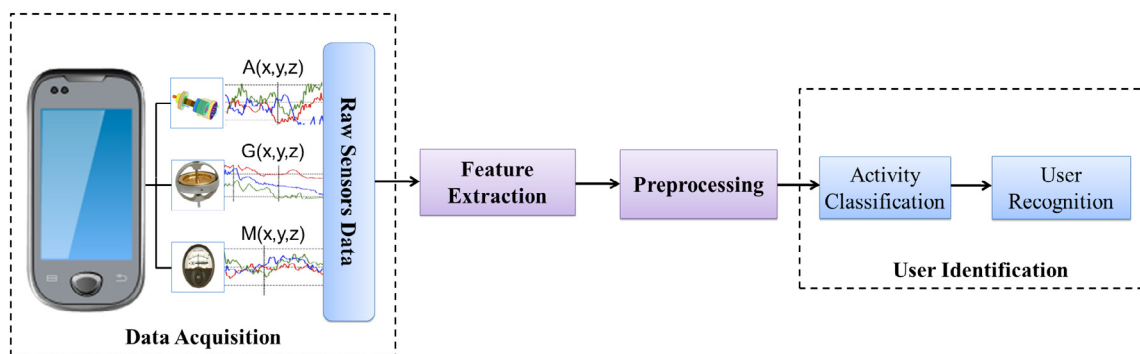 A(x,y,z)
G(x,y,z)
M(x,y,z)
Raw Sensors Data
Data Acquisition
Feature
Extraction
Preprocessing
Activity
Classification
User
Recognition
User Identification